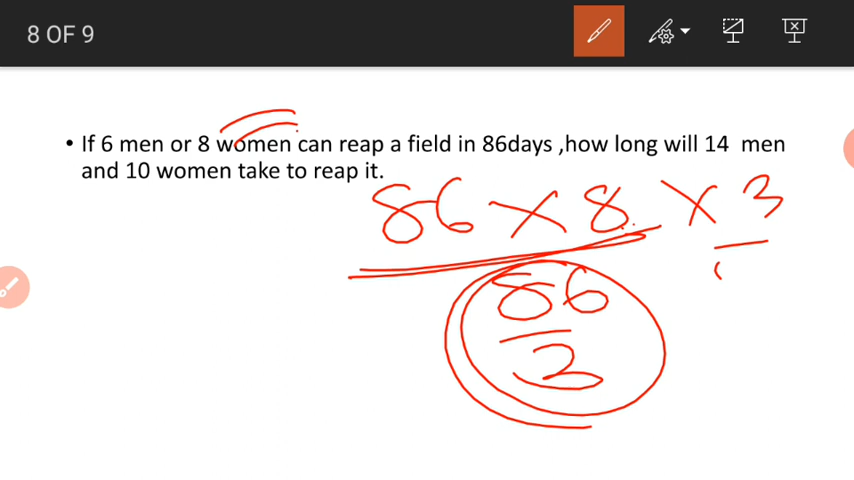 8 OF 9
• If 6 men or 8 women can reap a field in 86days ,how long will 14 men
and 10 women take to reap it.
86 × 8 × 3
86
3